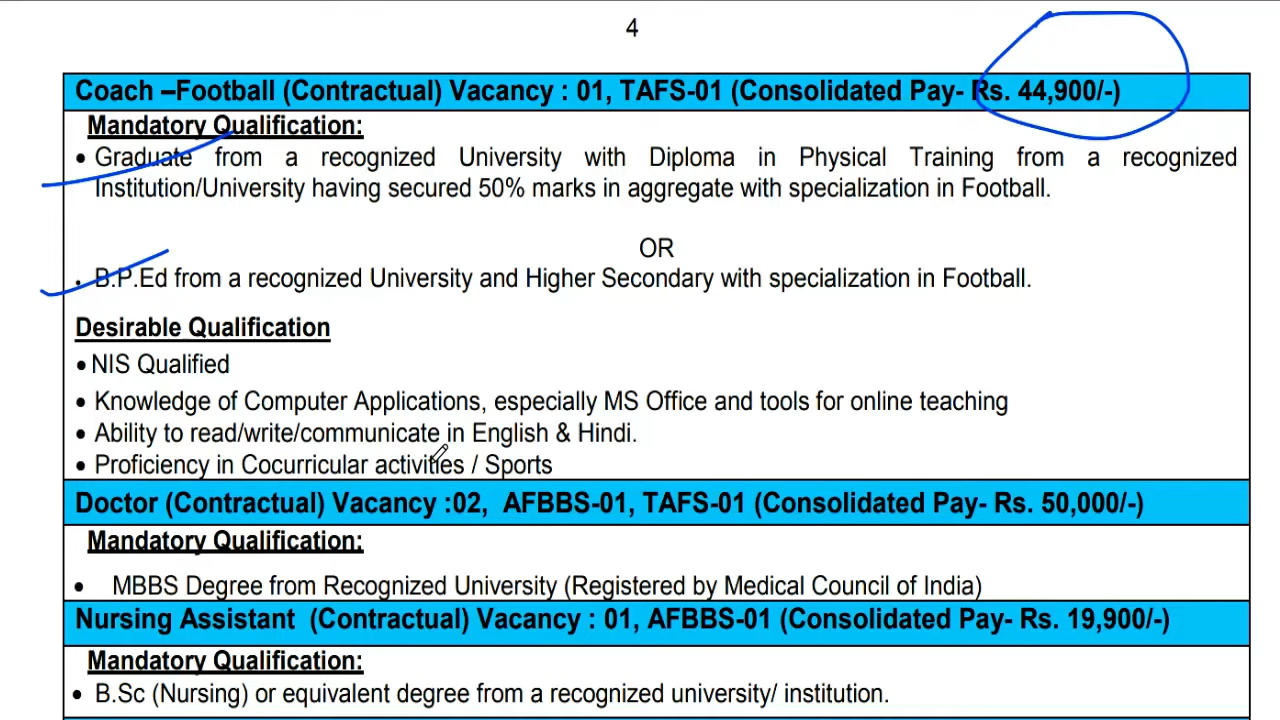 4
Coach –Football (Contractual) Vacancy : 01, TAFS-01 (Consolidated Pay- Rs. 44,900/-)
Mandatory Qualification:
• Graduate from a recognized University with Diploma in Physical Training from a recognized
Institution/University having secured 50% marks in aggregate with specialization in Football.
OR
• B.P.Ed from a recognized University and Higher Secondary with specialization in Football.
Desirable Qualification
• NIS Qualified
• Knowledge of Computer Applications, especially MS Office and tools for online teaching
• Ability to read/write/communicate in English & Hindi.
• Proficiency in Cocurricular activities / Sports
Doctor (Contractual) Vacancy :02, AFBBS-01, TAFS-01 (Consolidated Pay- Rs. 50,000/-)
Mandatory Qualification:
• MBBS Degree from Recognized University (Registered by Medical Council of India)
Nursing Assistant (Contractual) Vacancy : 01, AFBBS-01 (Consolidated Pay- Rs. 19,900/-)
Mandatory Qualification:
• B.Sc (Nursing) or equivalent degree from a recognized university/ institution.